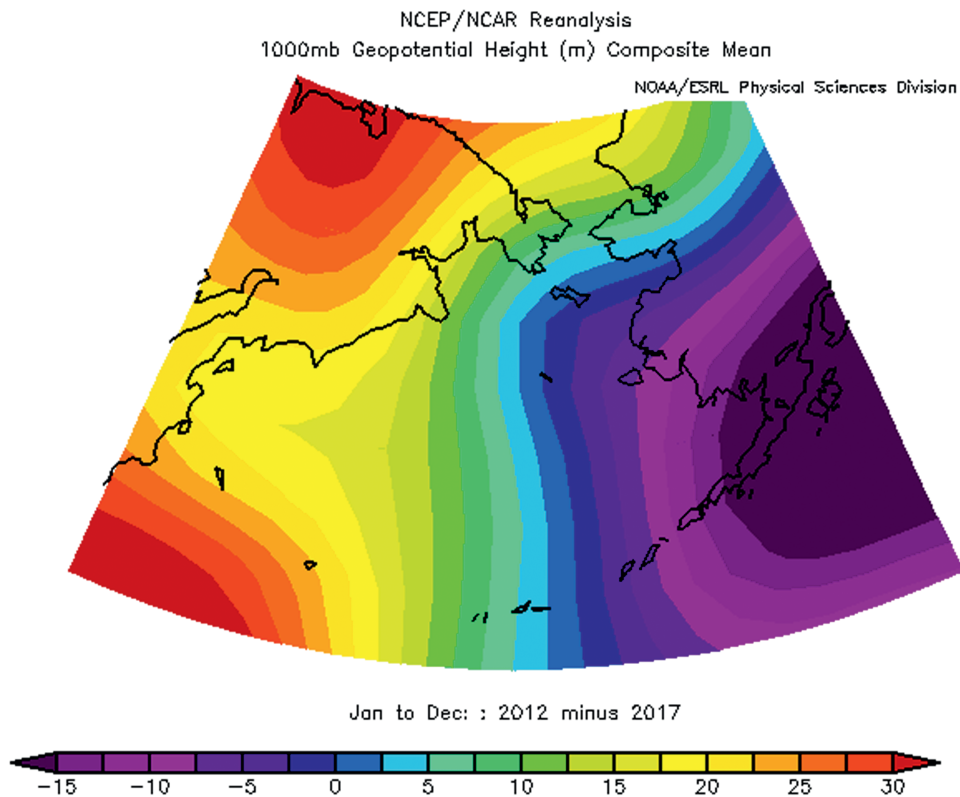 NCEP/NCAR Reanalysis
1000mb Geopotential Height (m) Composite Mean
NOAA/ESRL Physical Sciences Division
Jan to Dec: : 2012 minus 2017
−15 −10 −5 0 5 10 15 20 25 30